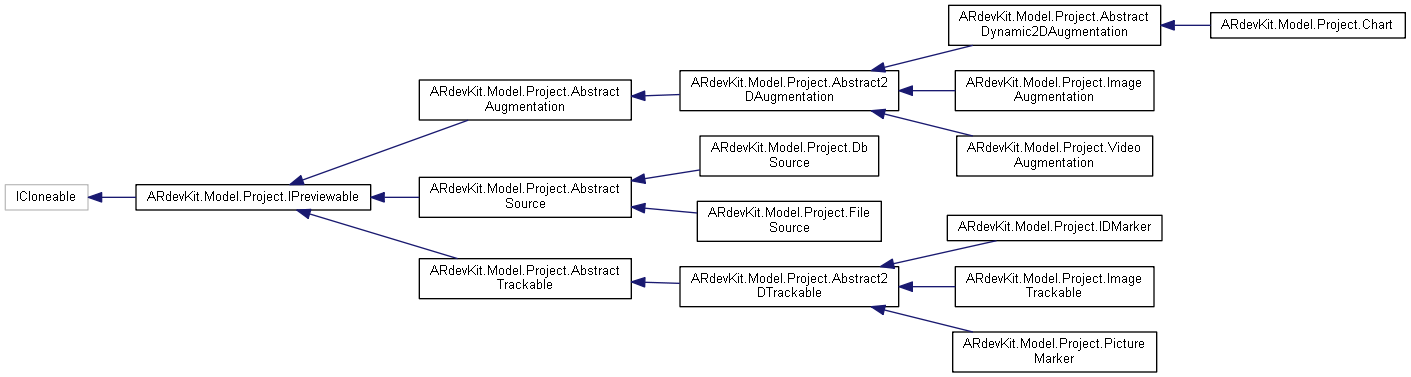 ICloneable
ARdevKit.Model.Project.IPreviewable
ARdevKit.Model.Project.Abstract
Augmentation
ARdevKit.Model.Project.Abstract2
DAugmentation
ARdevKit.Model.Project.Abstract
Dynamic2DAugmentation
ARdevKit.Model.Project.Chart
ARdevKit.Model.Project.Image
Augmentation
ARdevKit.Model.Project.Video
Augmentation
ARdevKit.Model.Project.Abstract
Source
ARdevKit.Model.Project.Db
Source
ARdevKit.Model.Project.File
Source
ARdevKit.Model.Project.Abstract
Trackable
ARdevKit.Model.Project.Abstract2
DTrackable
ARdevKit.Model.Project.IDMarker
ARdevKit.Model.Project.Image
Trackable
ARdevKit.Model.Project.Picture
Marker